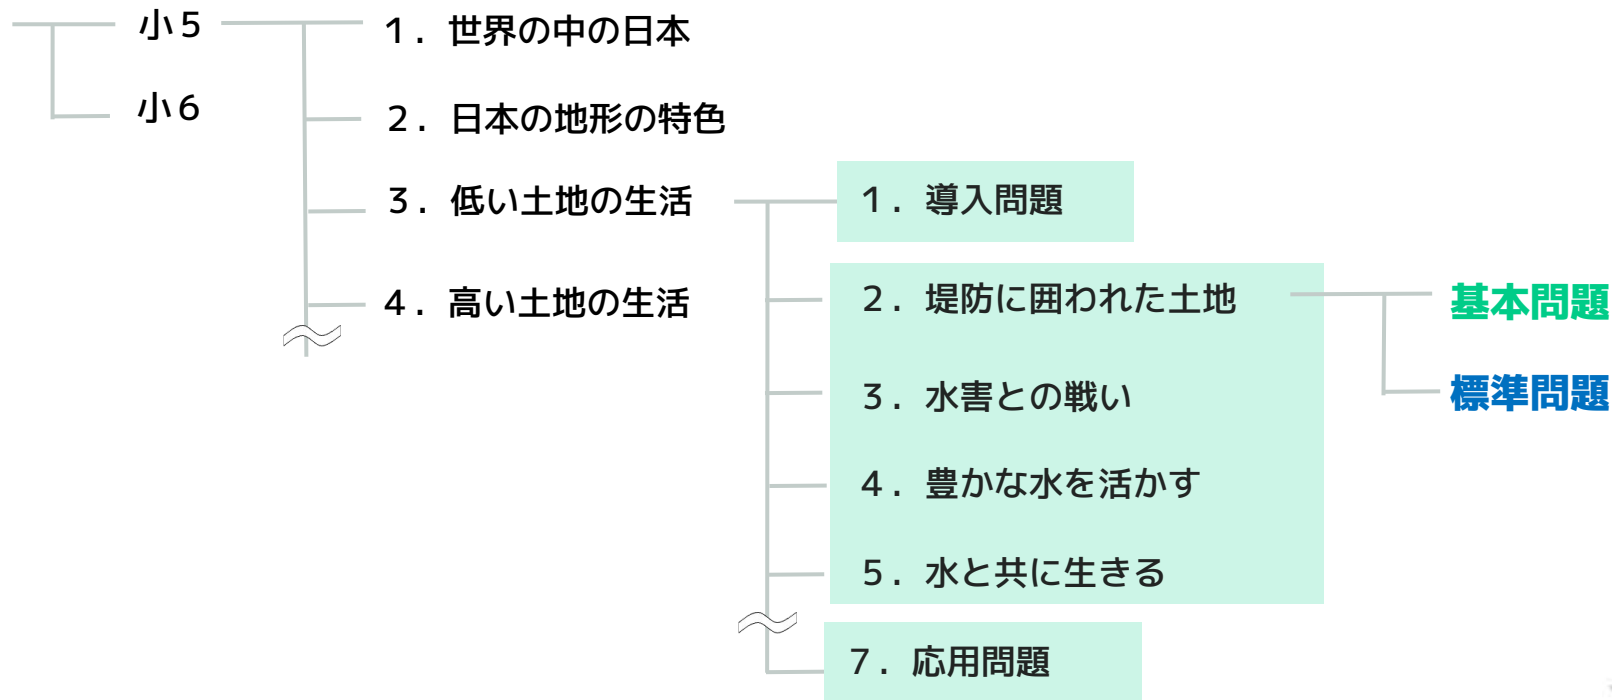 小５
小６
１．世界の中の日本
２．日本の地形の特色
３．低い土地の生活
４．高い土地の生活
１．導入問題
２．堤防に囲われた土地
３．水害との戦い
４．豊かな水を活かす
５．水と共に生きる
７．応用問題
基本問題
標準問題